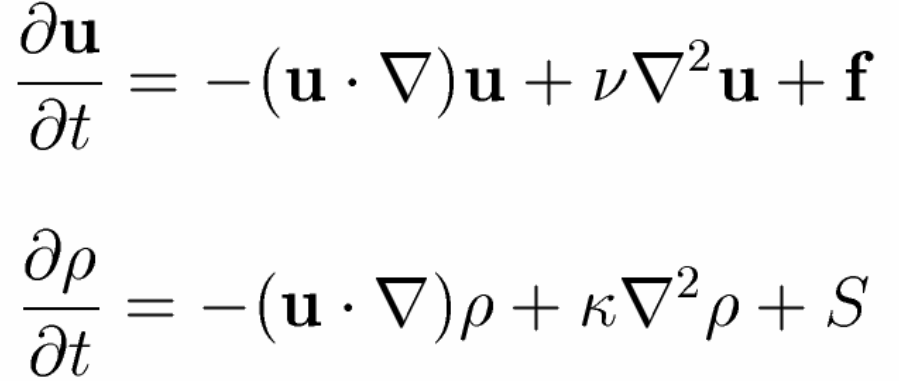 ∂𝐮/∂t = −(𝐮 · ∇)𝐮 + ν∇²𝐮 + 𝐟
∂ρ/∂t = −(𝐮 · ∇)ρ + κ∇²ρ + S